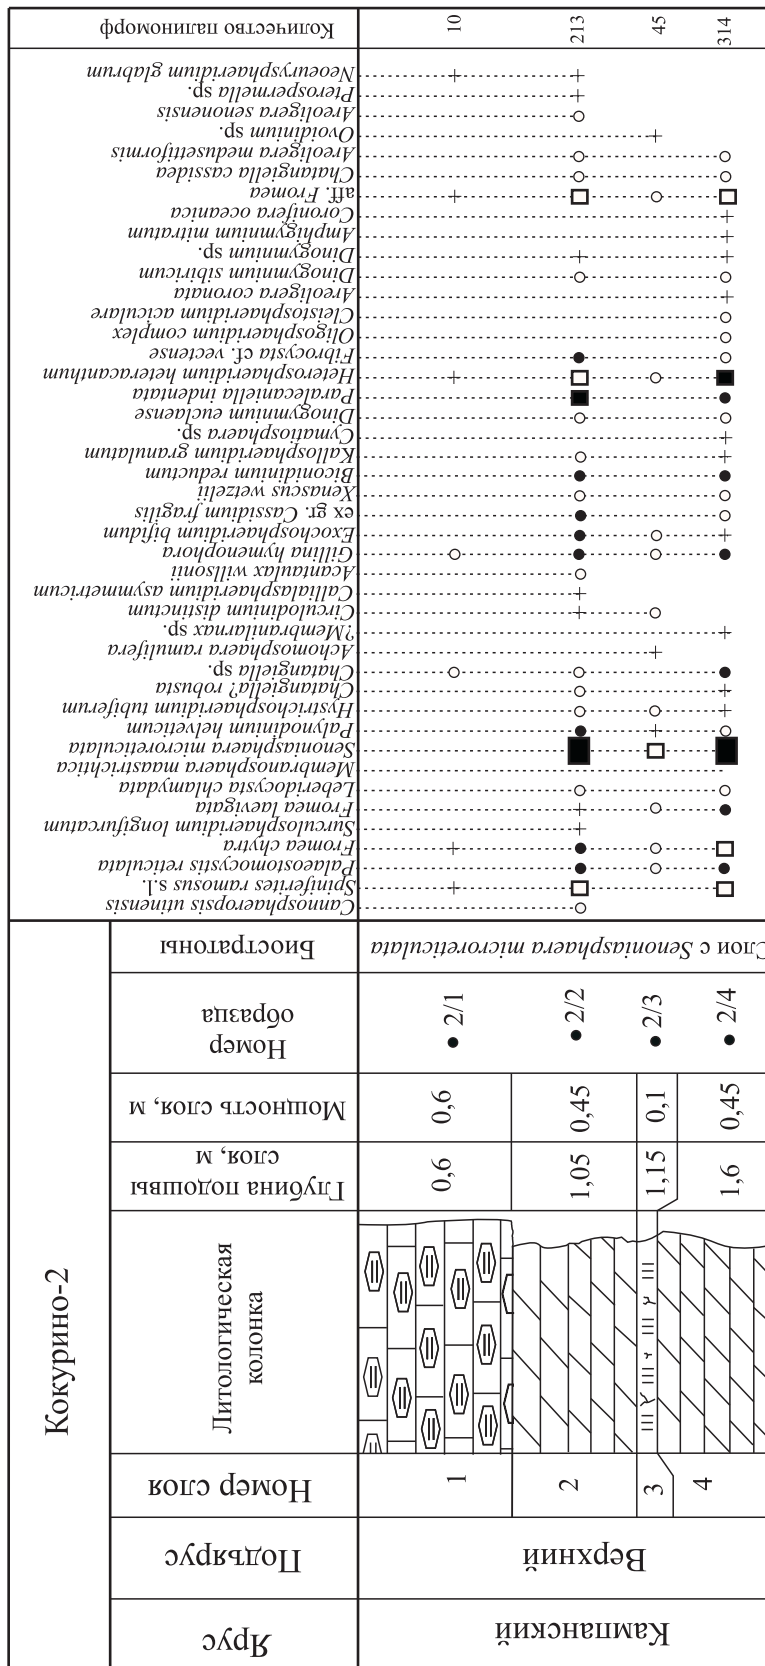 Кокурино-2
Ярус
Подъярус
Номер слоя
Литологическая
колонка
Глубина подошвы
слоя, м
Мощность слоя, м
Номер
образца
Биостратоны
Cannosphaeropsis utinensis
Spiniferites ramosus s.l.
Palaeostomocystis reticulata
Fromea chytra
Surculosphaeridium longifurcatum
Fromea laevigata
Leberidocysta chlamydata
Membranosphaera maastrichtica
Senoniasphaera microreticulata
Palynodinium helveticum
Hystrichosphaeridium tubiferum
Chatangiella? robusta
Chatangiella sp.
Achomosphaera ramulifera
?Membranilarnax sp.
Circulodinium distinctum
Callialasphaeridium asymmetricum
Acantaulax willsonii
Gillina hymenophora
Exochosphaeridium bifidum
ex gr. Cassidium fragilis
Xenascus wetzelii
Biconidinium reductum
Kallosphaeridium granulatum
Cymatiosphaera sp.
Dinogymnium euclaense
Paralecaniella indentata
Heterosphaeridium heteracanthum
Fibrocysta cf. vectense
Oligosphaeridium complex
Cleistosphaeridium aciculare
Areoligera coronata
Dinogymnium sibiricum
Dinogymnium sp.
Amphigymnium mitratum
Coronifera oceanica
aff. Fromea
Chatangiella cassidea
Areoligera medusettiformis
Ovoidinium sp.
Areoligera senonensis
Pterospermella sp.
Neoeurysphaeridium glabrum
Количество палиноморф
Кампанский
Верхний
1
0,6
0,6
2/1
10
2
1,05
0,45
2/2
213
3
1,15
0,1
2/3
45
4
1,6
0,45
2/4
314
Слои с Senoniasphaera microreticulata